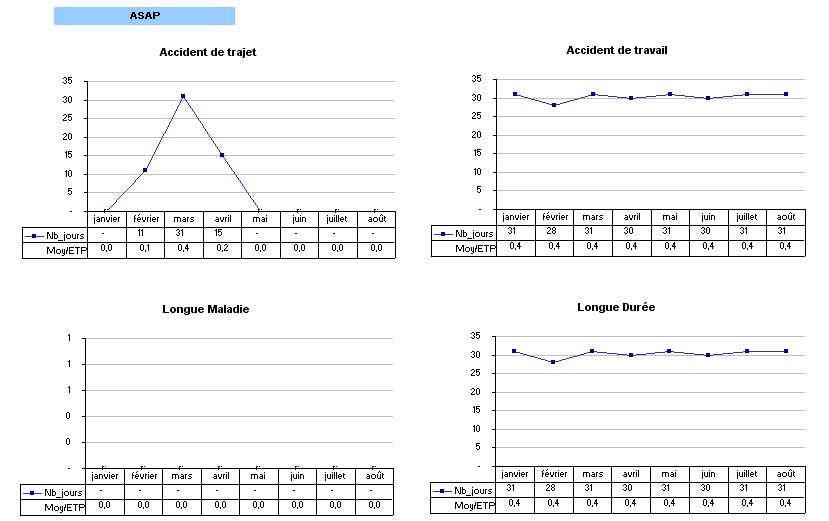 ASAP
Accident de trajet
35
30
25
20
15
10
5
-
janvier février mars avril mai juin juillet août
Nb_jours - 11 31 15 - - - -
Moy/ETP 0,0 0,1 0,4 0,2 0,0 0,0 0,0 0,0
Accident de travail
35
30
25
20
15
10
5
-
janvier février mars avril mai juin juillet août
Nb_jours 31 28 31 30 31 30 31 31
Moy/ETP 0,4 0,4 0,4 0,4 0,4 0,4 0,4 0,4
Longue Maladie
1
1
1
0
0
-
janvier février mars avril mai juin juillet août
Nb_jours - - - - - - - -
Moy/ETP 0,0 0,0 0,0 0,0 0,0 0,0 0,0 0,0
Longue Durée
35
30
25
20
15
10
5
-
janvier février mars avril mai juin juillet août
Nb_jours 31 28 31 30 31 30 31 31
Moy/ETP 0,4 0,4 0,4 0,4 0,4 0,4 0,4 0,4